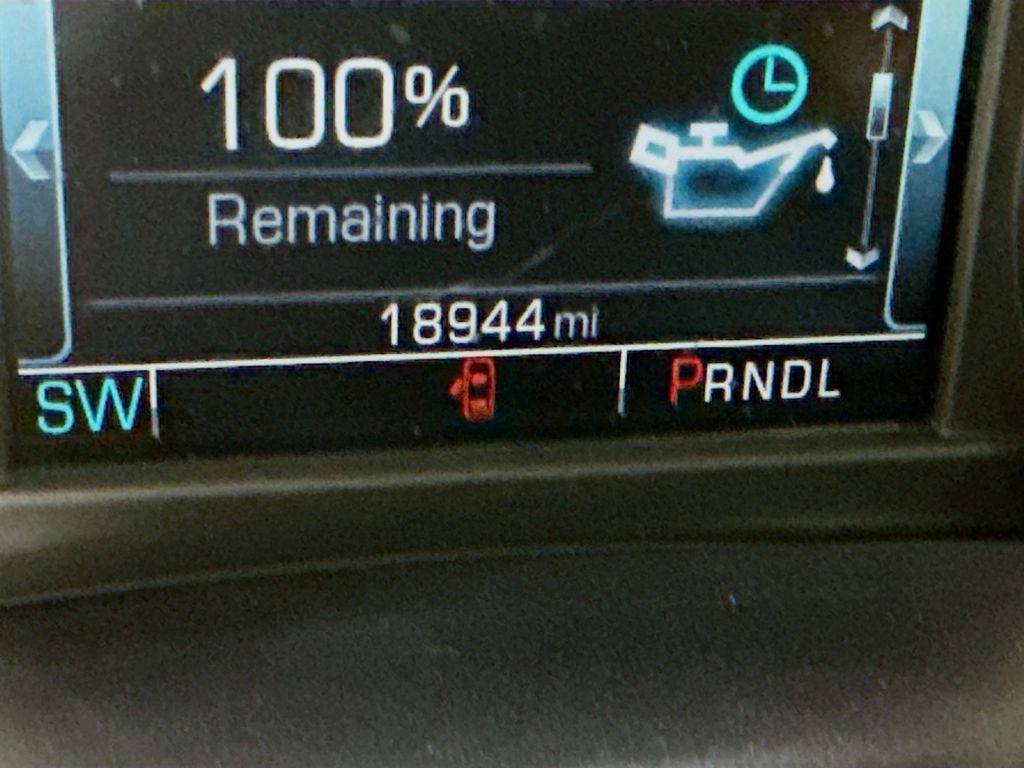 100%
Remaining
18944 mi
SW PRNDL